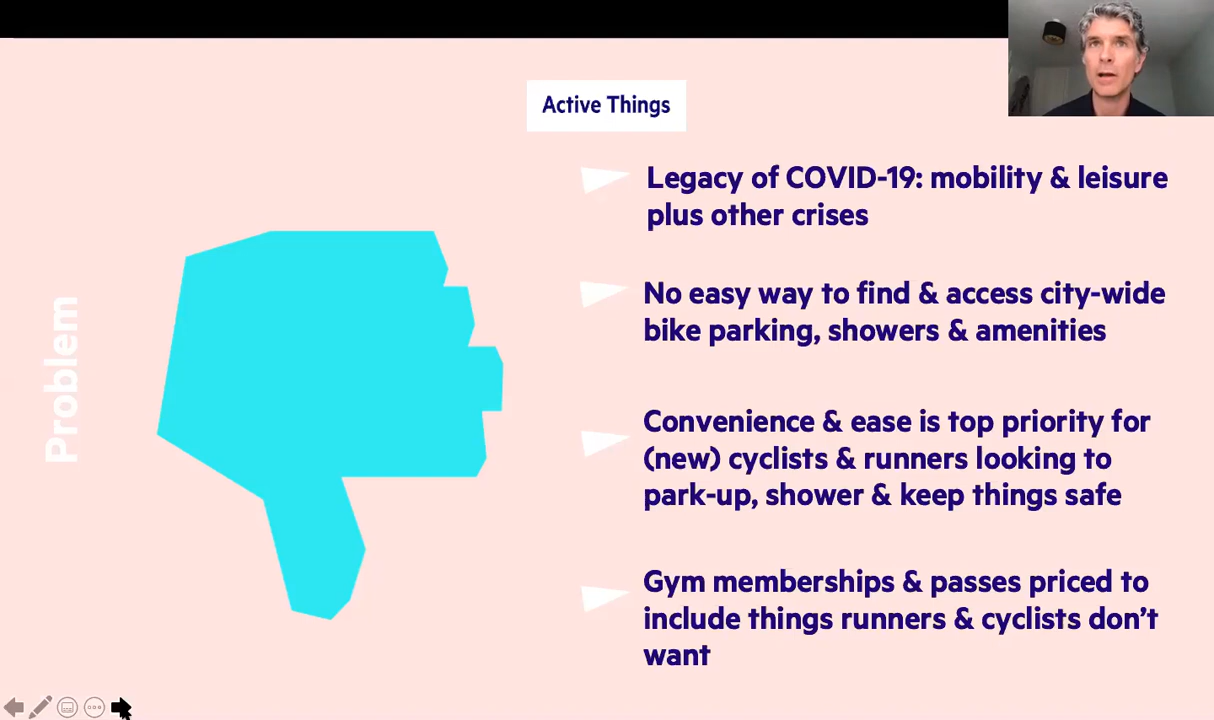 Active Things
Problem
Legacy of COVID-19: mobility & leisure
plus other crises
No easy way to find & access city-wide
bike parking, showers & amenities
Convenience & ease is top priority for
(new) cyclists & runners looking to
park-up, shower & keep things safe
Gym memberships & passes priced to
include things runners & cyclists don’t
want